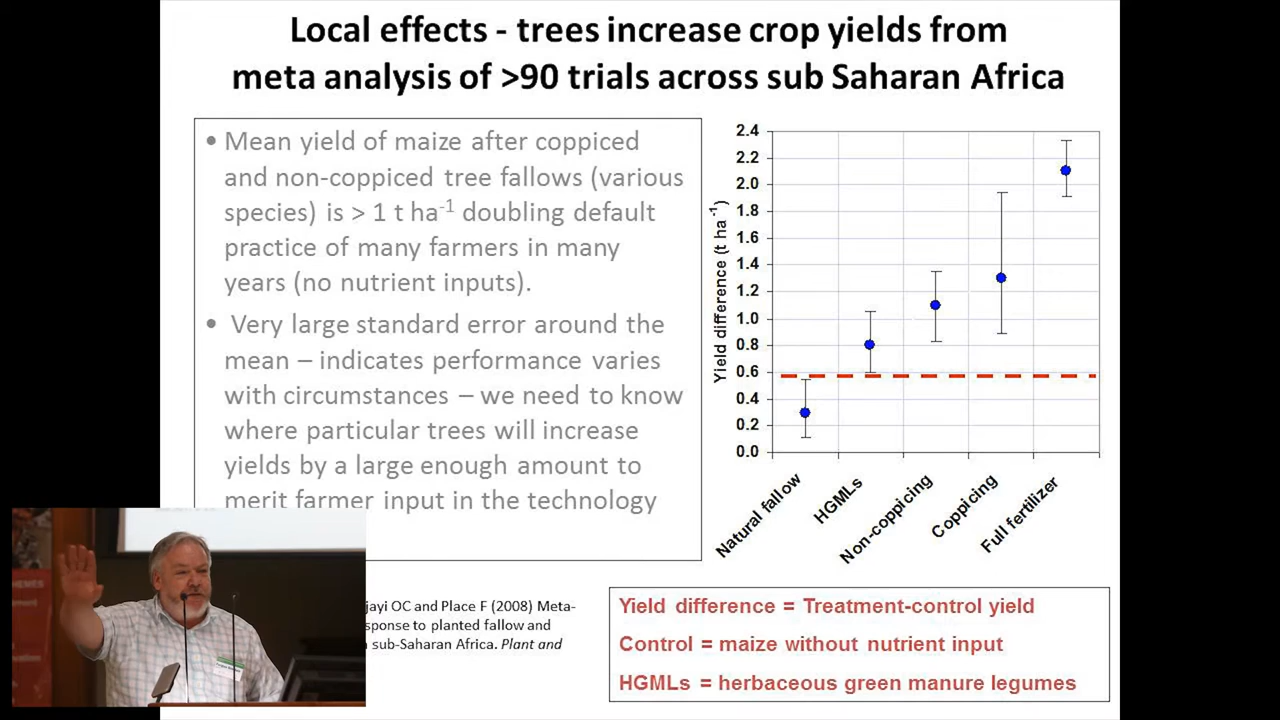 Local effects - trees increase crop yields from
meta analysis of >90 trials across sub Saharan Africa
• Mean yield of maize after coppiced
and non-coppiced tree fallows (various
species) is > 1 t ha-1 doubling default
practice of many farmers in many
years (no nutrient inputs).
• Very large standard error around the
mean – indicates performance varies
with circumstances – we need to know
where particular trees will increase
yields by a large enough amount to
merit farmer input in the technology
2.4
2.2
2.0
1.8
1.6
1.4
1.2
1.0
0.8
0.6
0.4
0.2
0.0
Yield difference (t ha-1)
Natural fallow
HGMLs
Non-coppicing
Coppicing
Full fertilizer
Yield difference = Treatment-control yield
Control = maize without nutrient input
HGMLs = herbaceous green manure legumes
jayi OC and Place F (2008) Meta-
sponse to planted fallow and
sub-Saharan Africa. Plant and